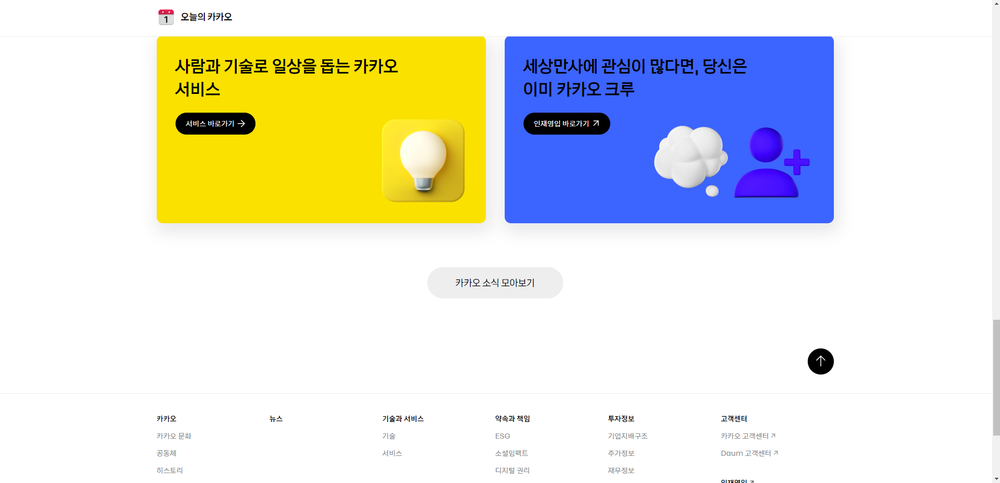 1 오늘의 카카오
사람과 기술로 일상을 돕는 카카오
서비스
서비스 바로가기
세상만사에 관심이 많다면, 당신은
이미 카카오 크루
인재영입 바로가기
카카오 소식 모아보기
카카오
카카오 문화
공동체
히스토리
뉴스
기술과 서비스
기술
서비스
약속과 책임
ESG
소셜임팩트
디지털 권리
투자정보
기업지배구조
주가정보
재무정보
고객센터
카카오 고객센터
Daum 고객센터
인재영입